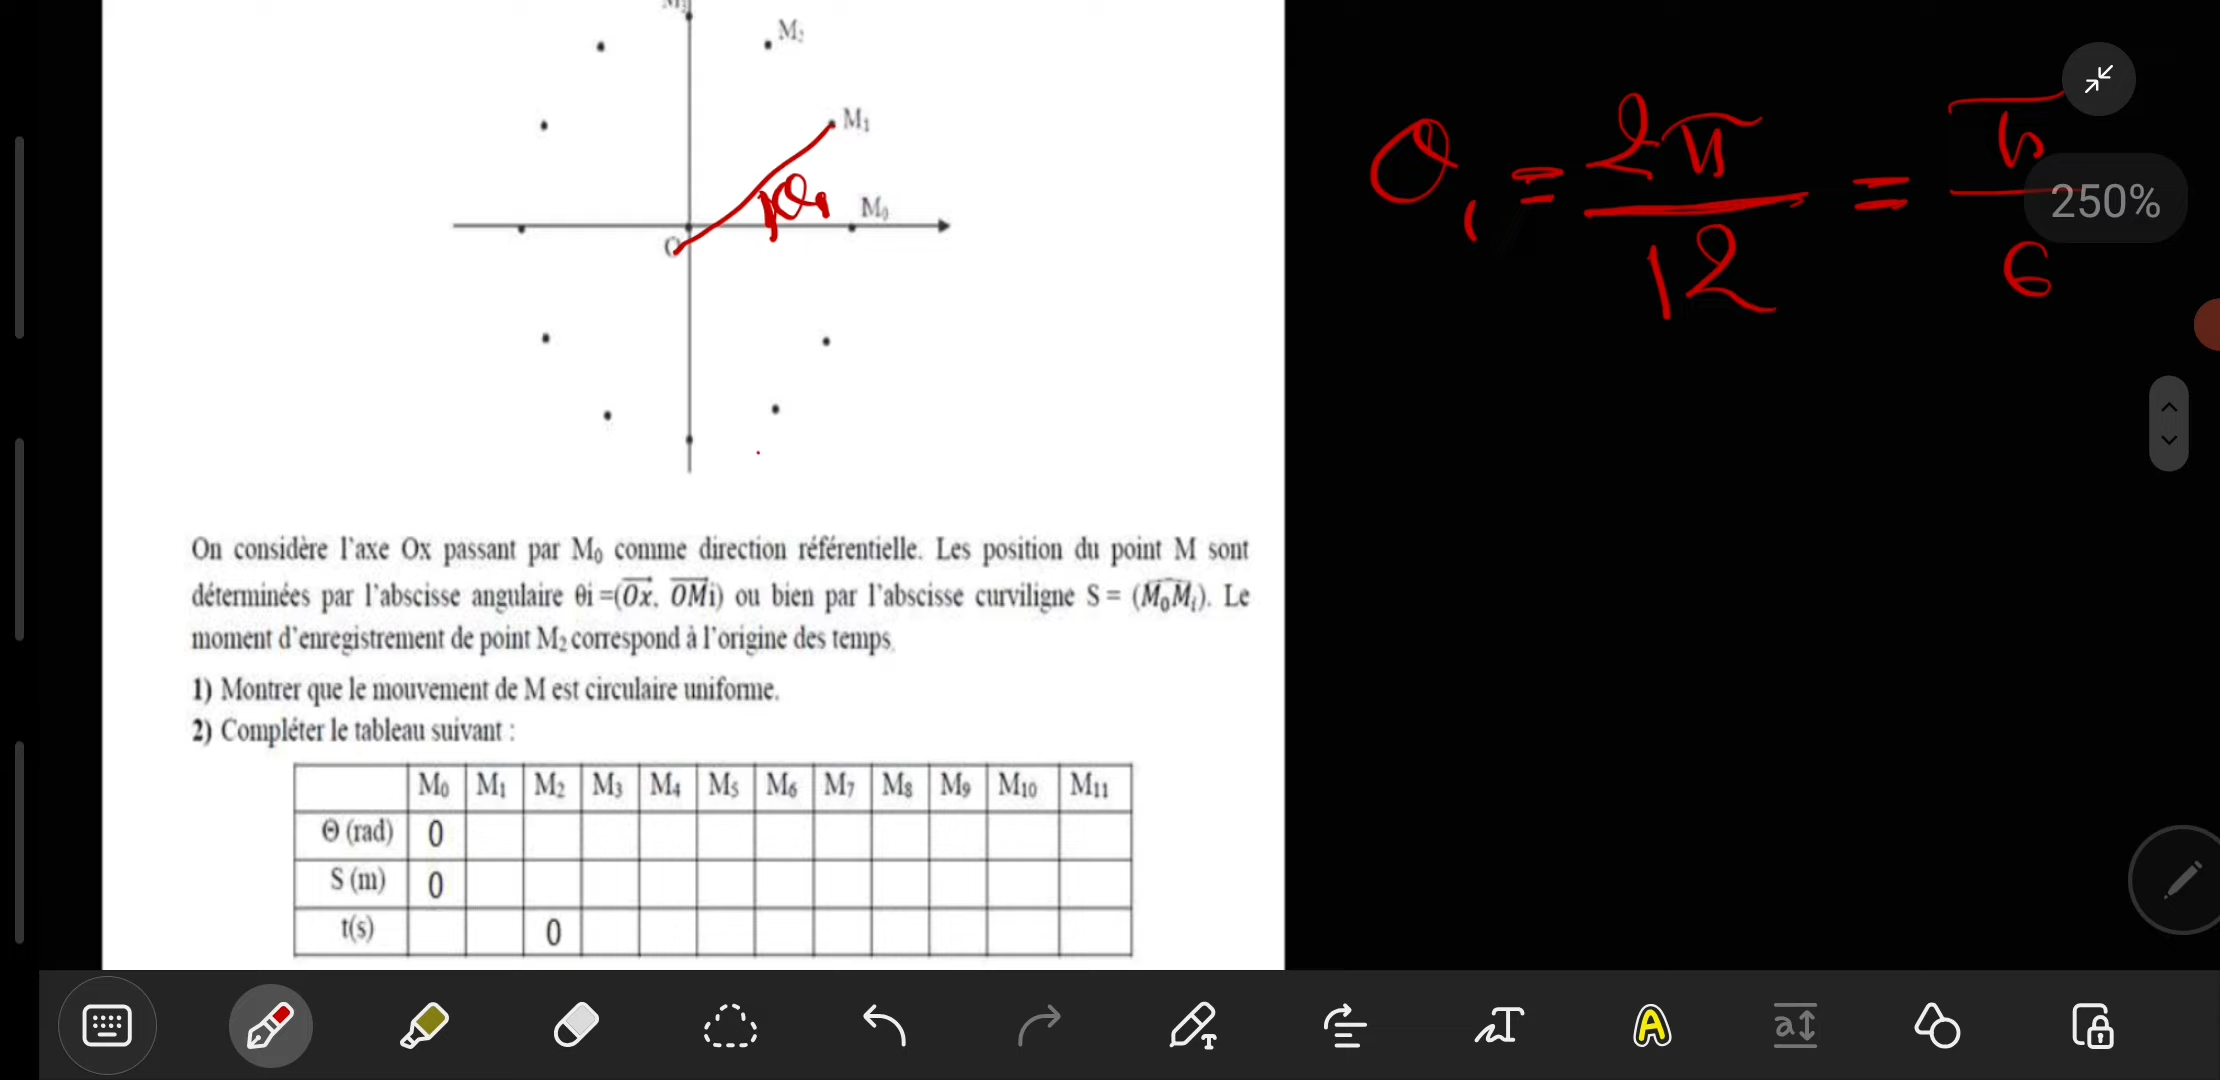 M₃
M₂
M₁
θ₁
M₀
O
θ₁ = 2π/12 = π/6
250%
On considère l'axe Ox passant par M₀ comme direction référentielle. Les position du point M sont
déterminées par l'abscisse angulaire θi =(Ox, OMi) ou bien par l'abscisse curviligne S = (M₀Mᵢ). Le
moment d'enregistrement de point M₂ correspond à l'origine des temps.
1) Montrer que le mouvement de M est circulaire uniforme.
2) Compléter le tableau suivant :
M₀ M₁ M₂ M₃ M₄ M₅ M₆ M₇ M₈ M₉ M₁₀ M₁₁
Θ (rad) 0
S (m) 0
t(s) 0